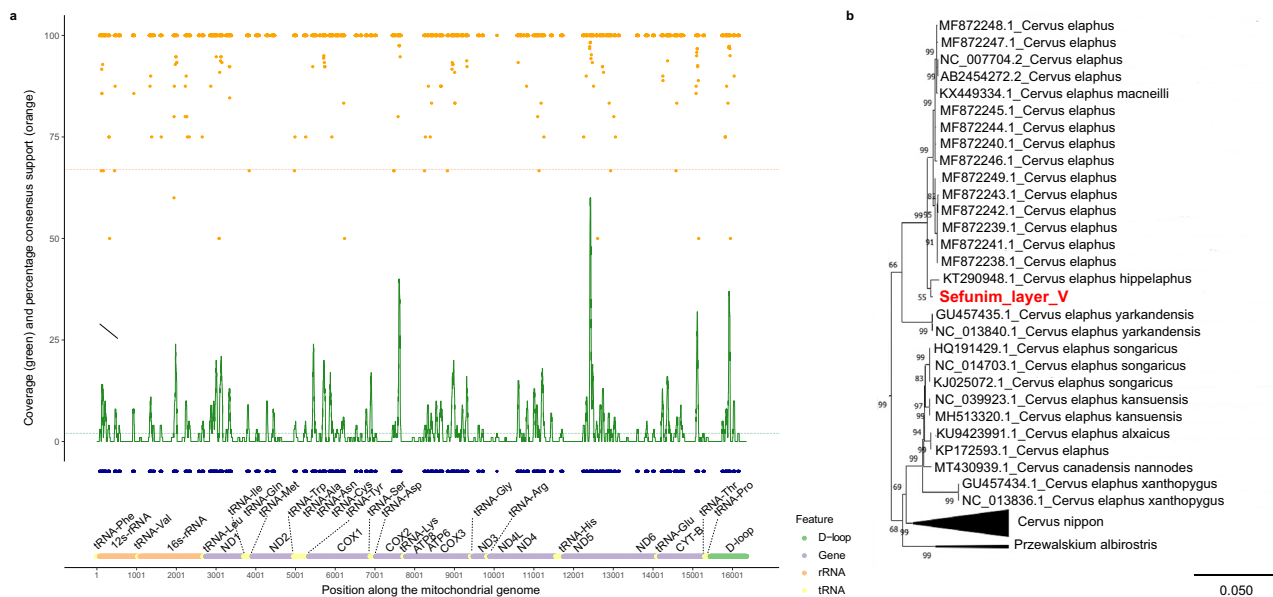 a
Coverage (green) and percentage consensus support (orange)
100
75
50
25
0
tRNA-Phe
12s-rRNA
tRNA-Val
16s-rRNA
tRNA-Leu
ND1
tRNA-Ile
tRNA-Gln
tRNA-Met
ND2
tRNA-Trp
tRNA-Ala
tRNA-Asn
tRNA-Cys
tRNA-Tyr
COX1
tRNA-Ser
tRNA-Asp
COX2
tRNA-Lys
ATP8
ATP6
COX3
tRNA-Gly
ND3
tRNA-Arg
ND4L
ND4
tRNA-His
ND5
ND6
tRNA-Glu
CYT-B
tRNA-Thr
tRNA-Pro
D-loop
1 1001 2001 3001 4001 5001 6001 7001 8001 9001 10001 11001 12001 13001 14001 15001 16001
Position along the mitochondrial genome
Feature
D-loop
Gene
rRNA
tRNA
b
MF872248.1_Cervus elaphus
MF872247.1_Cervus elaphus
NC_007704.2_Cervus elaphus
AB2454272.2_Cervus elaphus
KX449334.1_Cervus elaphus macneilli
MF872245.1_Cervus elaphus
MF872244.1_Cervus elaphus
MF872240.1_Cervus elaphus
MF872246.1_Cervus elaphus
MF872249.1_Cervus elaphus
MF872243.1_Cervus elaphus
MF872242.1_Cervus elaphus
MF872239.1_Cervus elaphus
MF872241.1_Cervus elaphus
MF872238.1_Cervus elaphus
KT290948.1_Cervus elaphus hippelaphus
Sefunim_layer_V
GU457435.1_Cervus elaphus yarkandensis
NC_013840.1_Cervus elaphus yarkandensis
HQ191429.1_Cervus elaphus songaricus
NC_014703.1_Cervus elaphus songaricus
KJ025072.1_Cervus elaphus songaricus
NC_039923.1_Cervus elaphus kansuensis
MH513320.1_Cervus elaphus kansuensis
KU9423991.1_Cervus elaphus alxaicus
KP172593.1_Cervus elaphus
MT430939.1_Cervus canadensis nannodes
GU457434.1_Cervus elaphus xanthopygus
NC_013836.1_Cervus elaphus xanthopygus
Cervus nippon
Przewalskium albirostris
99
99
99
99
99
95
91
66
55
99
99
83
97
99
94
99
69
99
68
99
99
0.050